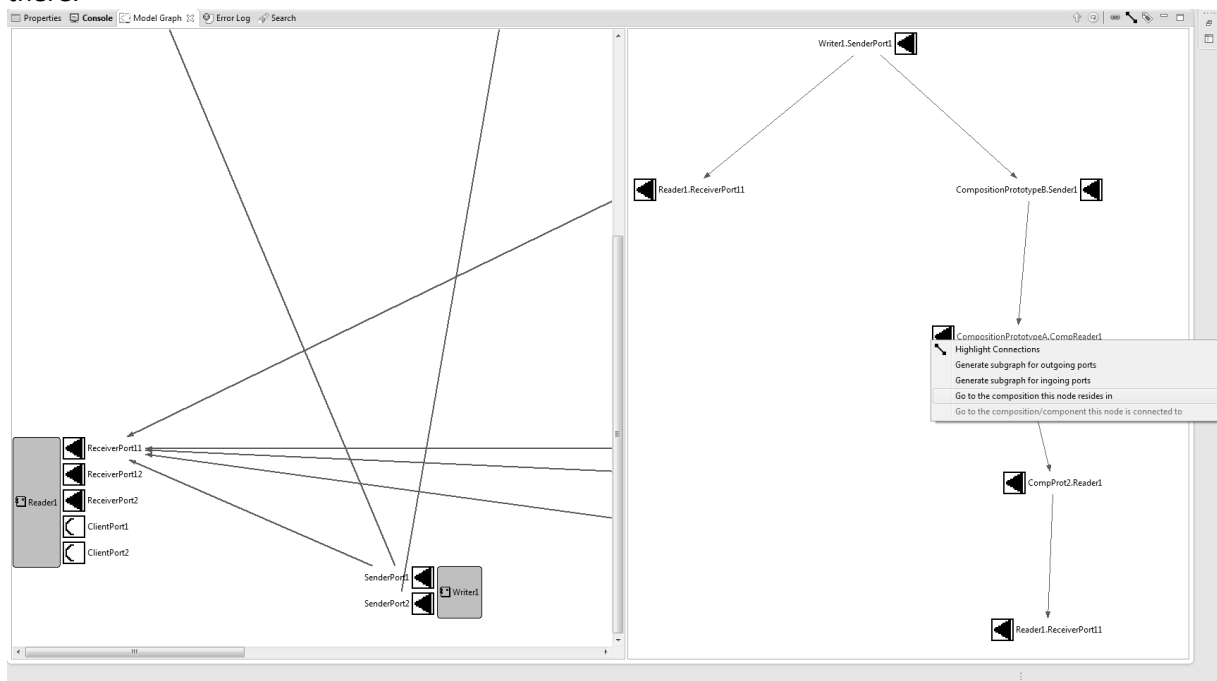 there.
Properties Console Model Graph Error Log Search
Writer1.SenderPort1
Reader1.ReceiverPort11
CompositionPrototypeB.Sender1
CompositionPrototypeA.CompReader1
Highlight Connections
Generate subgraph for outgoing ports
Generate subgraph for ingoing ports
Go to the composition this node resides in
Go to the composition/component this node is connected to
CompProt2.Reader1
Reader1.ReceiverPort11
Reader1
ReceiverPort11
ReceiverPort12
ReceiverPort2
ClientPort1
ClientPort2
SenderPort1
SenderPort2
Writer1